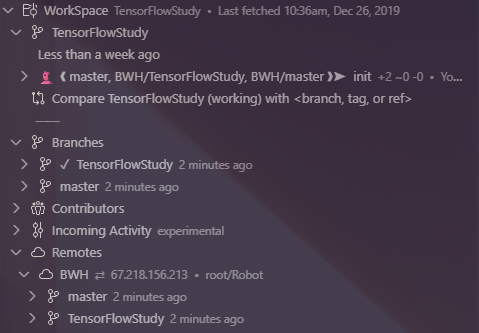 WorkSpace TensorFlowStudy • Last fetched 10:36am, Dec 26, 2019
TensorFlowStudy
Less than a week ago
❰ master, BWH/TensorFlowStudy, BWH/master ❱➤ init +2 ~0 -0 • Yo...
Compare TensorFlowStudy (working) with <branch, tag, or ref>
Branches
✓ TensorFlowStudy 2 minutes ago
master 2 minutes ago
Contributors
Incoming Activity experimental
Remotes
BWH ⇄ 67.218.156.213 • root/Robot
master 2 minutes ago
TensorFlowStudy 2 minutes ago